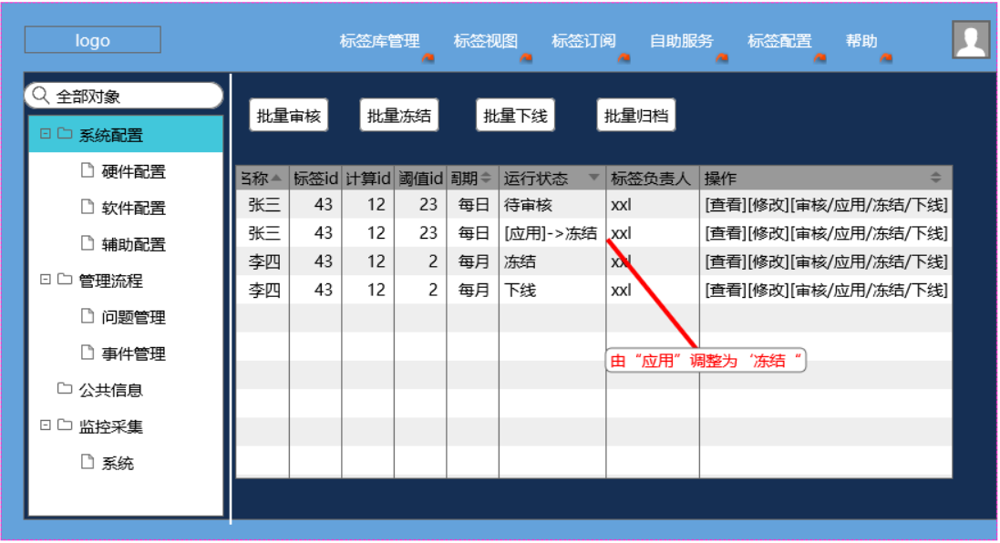 logo
标签库管理 标签视图 标签订阅 自助服务 标签配置 帮助
全部对象
批量审核 批量冻结 批量下线 批量归档
系统配置
硬件配置
软件配置
辅助配置
管理流程
问题管理
事件管理
公共信息
监控采集
系统
名称 标签id 计算id 阈值id 周期 运行状态 标签负责人 操作
张三 43 12 23 每日 待审核 xxl [查看][修改][审核/应用/冻结/下线]
张三 43 12 23 每日 [应用]->冻结 xxl [查看][修改][审核/应用/冻结/下线]
李四 43 12 2 每月 冻结 xxl [查看][修改][审核/应用/冻结/下线]
李四 43 12 2 每月 下线 xxl [查看][修改][审核/应用/冻结/下线]
由“应用”调整为‘冻结“